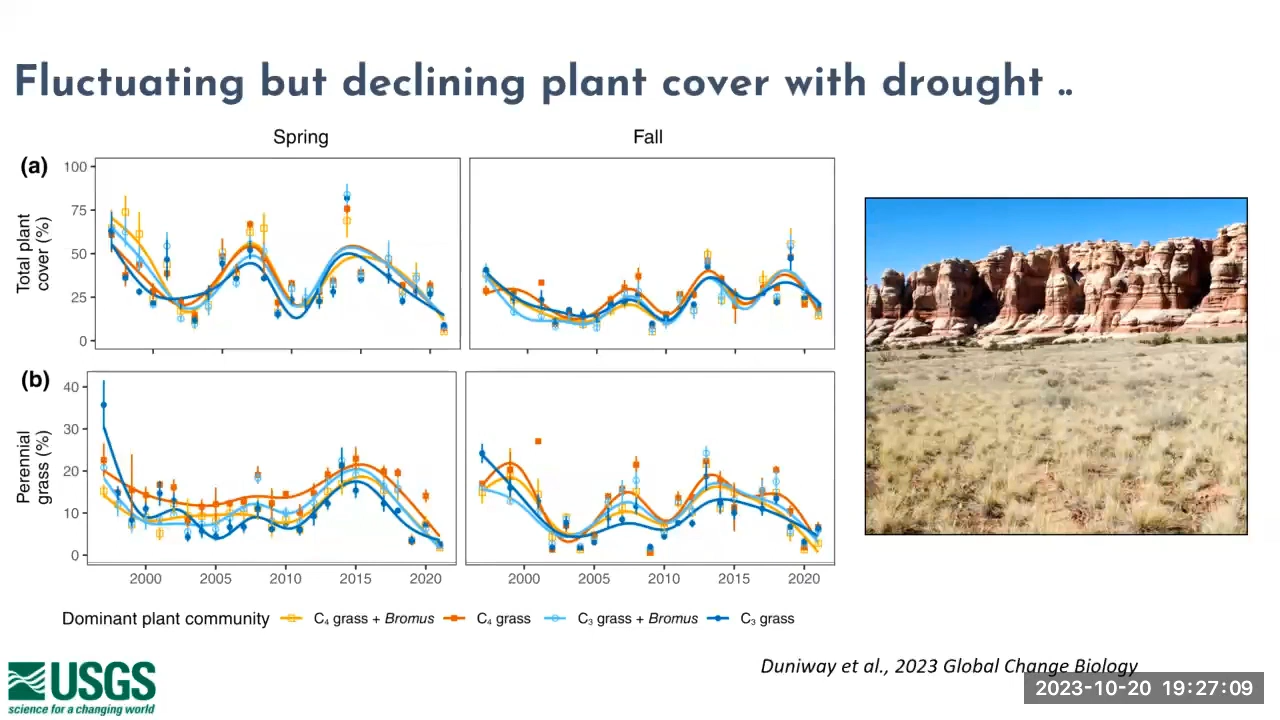 Fluctuating but declining plant cover with drought ..
Spring
Fall
(a)
Total plant
cover (%)
100
75
50
25
0
(b)
Perennial
grass (%)
40
30
20
10
0
2000
2005
2010
2015
2020
2000
2005
2010
2015
2020
Dominant plant community
C₄ grass + Bromus
C₄ grass
C₃ grass + Bromus
C₃ grass
Duniway et al., 2023 Global Change Biology
USGS
science for a changing world
2023-10-20 19:27:09